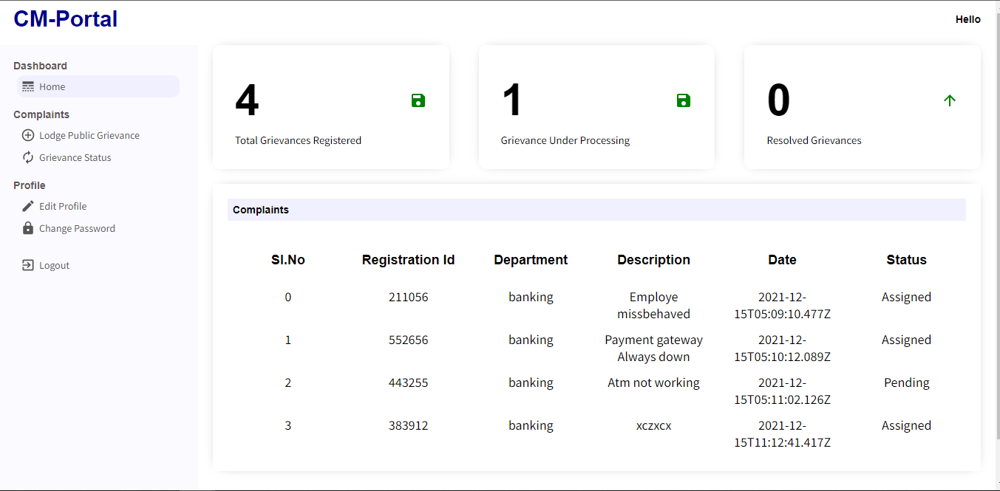 CM-Portal
Hello
Dashboard
Home
Complaints
Lodge Public Grievance
Grievance Status
Profile
Edit Profile
Change Password
Logout
4
Total Grievances Registered
1
Grievance Under Processing
0
Resolved Grievances
Complaints
Sl.No Registration Id Department Description Date Status
0 211056 banking Employe 2021-12- Assigned
missbehaved 15T05:09:10.477Z
1 552656 banking Payment gateway 2021-12- Assigned
Always down 15T05:10:12.089Z
2 443255 banking Atm not working 2021-12- Pending
15T05:11:02.126Z
3 383912 banking xczxcx 2021-12- Assigned
15T11:12:41.417Z